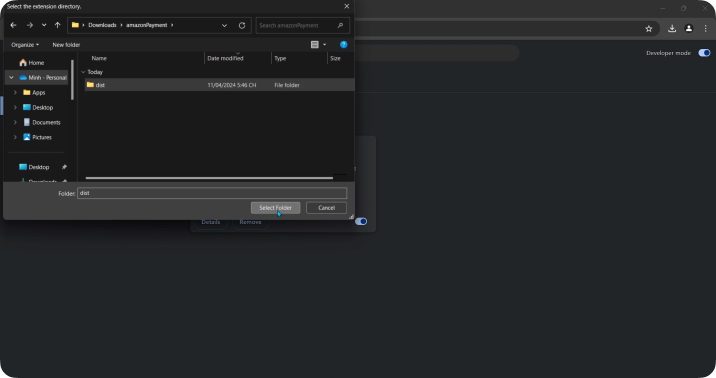 Select the extension directory.
Downloads › amazonPayment ›
Search amazonPayment
Organize
New folder
Developer mode
Name
Date modified
Type
Size
Home
Today
Minh - Personal
dist
11/04/2024 5:46 CH
File folder
Apps
Desktop
Documents
Pictures
Desktop
Downloads
Folder:
dist
Select Folder
Cancel
Details
Remove